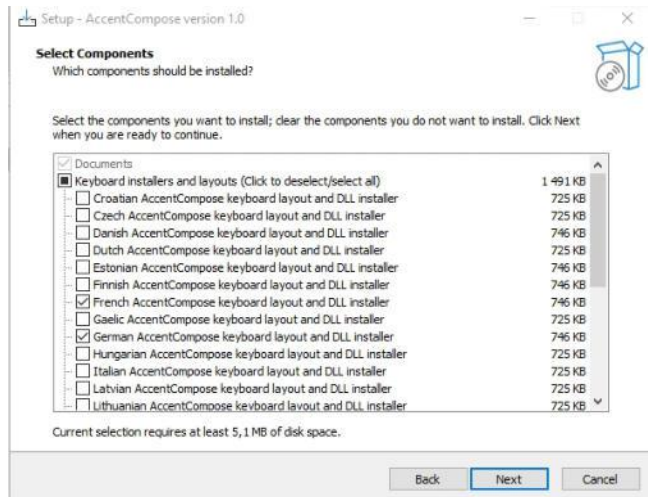 Setup - AccentCompose version 1.0
Select Components
Which components should be installed?
Select the components you want to install; clear the components you do not want to install. Click Next
when you are ready to continue.
Documents
Keyboard installers and layouts (Click to deselect/select all) 1 491 KB
Croatian AccentCompose keyboard layout and DLL installer 725 KB
Czech AccentCompose keyboard layout and DLL installer 725 KB
Danish AccentCompose keyboard layout and DLL installer 746 KB
Dutch AccentCompose keyboard layout and DLL installer 725 KB
Estonian AccentCompose keyboard layout and DLL installer 746 KB
Finnish AccentCompose keyboard layout and DLL installer 746 KB
French AccentCompose keyboard layout and DLL installer 746 KB
Gaelic AccentCompose keyboard layout and DLL installer 725 KB
German AccentCompose keyboard layout and DLL installer 746 KB
Hungarian AccentCompose keyboard layout and DLL installer 725 KB
Italian AccentCompose keyboard layout and DLL installer 725 KB
Latvian AccentCompose keyboard layout and DLL installer 725 KB
Lithuanian AccentCompose keyboard layout and DLL installer 725 KB
Current selection requires at least 5,1 MB of disk space.
Back Next Cancel